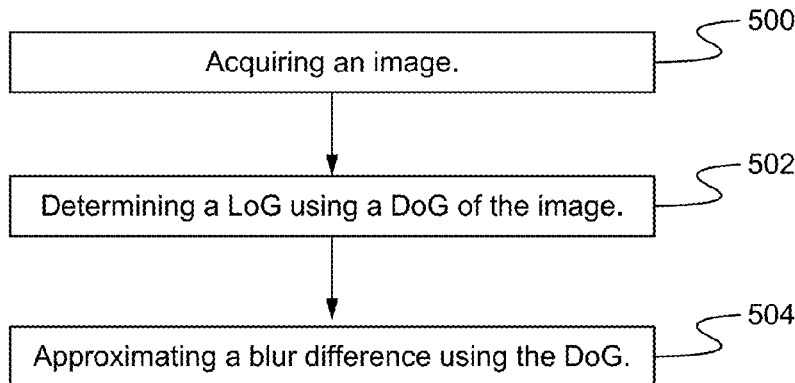 500
Acquiring an image.
502
Determining a LoG using a DoG of the image.
504
Approximating a blur difference using the DoG.